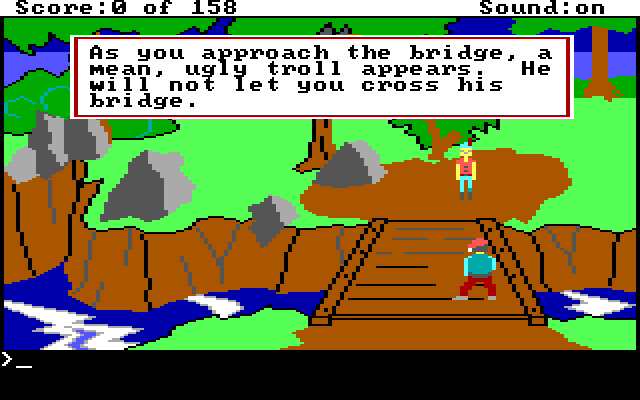 Score:0 of 158 Sound:on
As you approach the bridge, a
mean, ugly troll appears. He
will not let you cross his
bridge.
>_